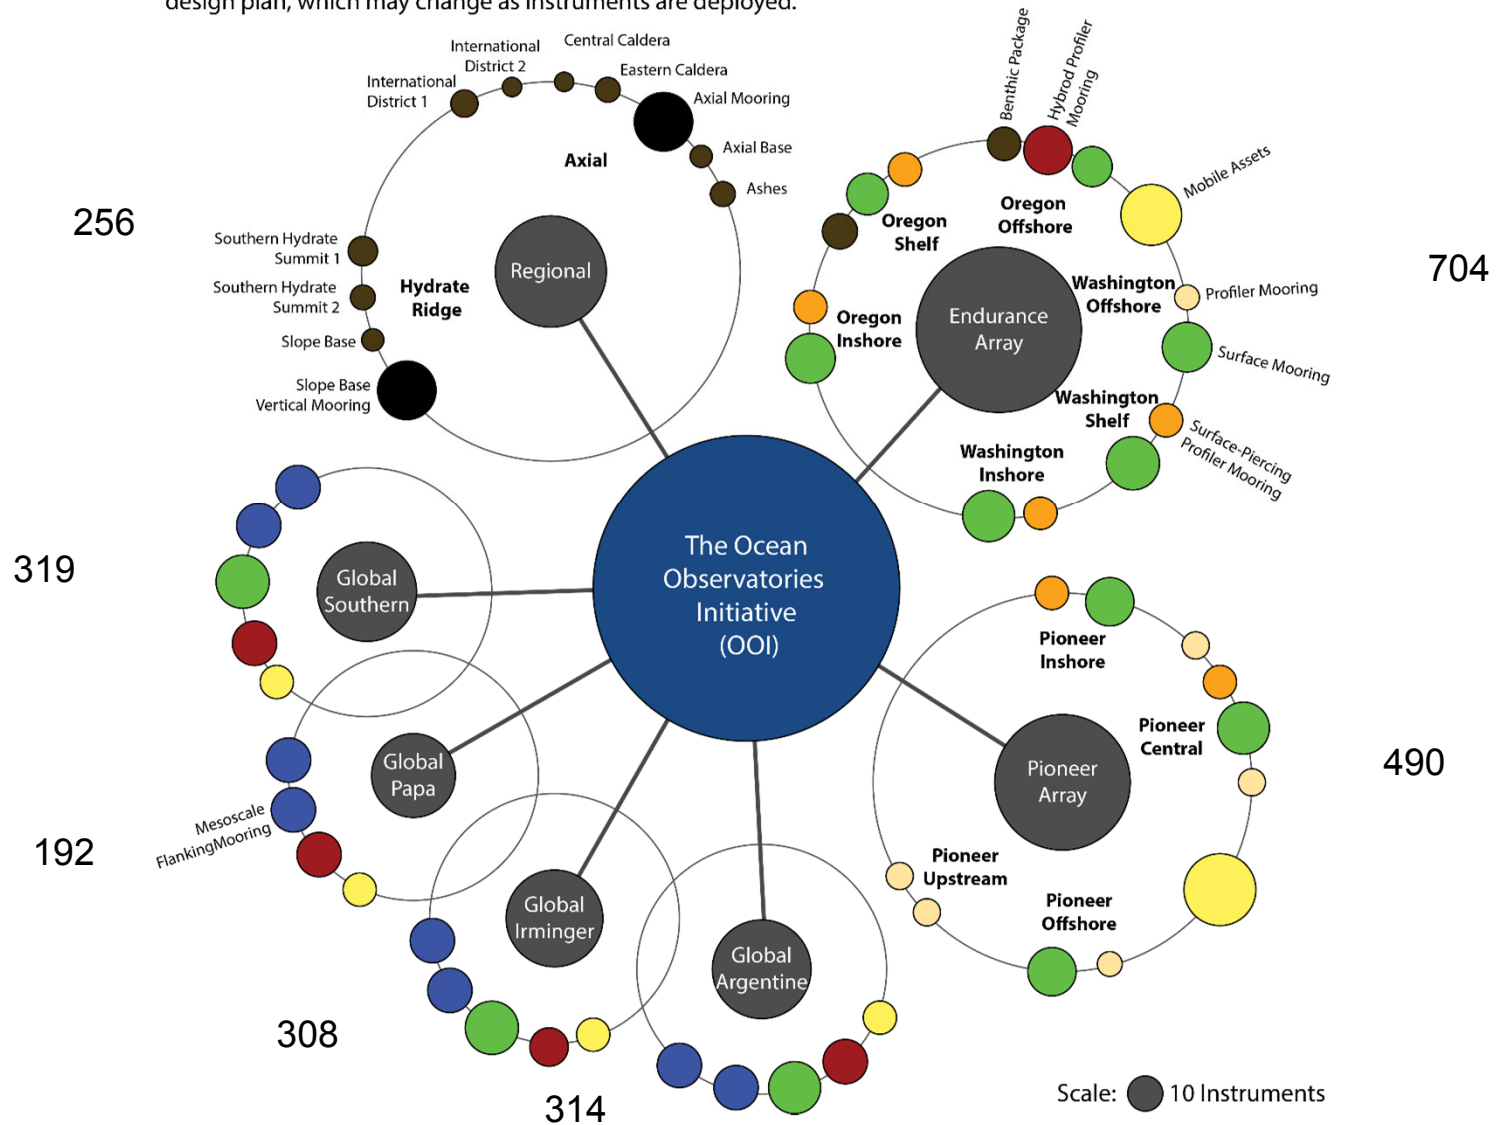 design plan, which may change as instruments are deployed.
International
District 2
Central Caldera
International
District 1
Eastern Caldera
Axial Mooring
Axial
Axial Base
Ashes
256
Southern Hydrate
Summit 1
Southern Hydrate
Summit 2
Hydrate
Ridge
Regional
Slope Base
Slope Base
Vertical Mooring
Benthic Package
Hybrod Profiler
Mooring
Mobile Assets
Oregon
Shelf
Oregon
Offshore
Washington
Offshore
Profiler Mooring
704
Oregon
Inshore
Endurance
Array
Surface Mooring
Washington
Shelf
Surface-Piercing
Profiler Mooring
Washington
Inshore
The Ocean
Observatories
Initiative
(OOI)
319
Global
Southern
Pioneer
Inshore
Pioneer
Central
Global
Papa
Pioneer
Array
490
Mesoscale
FlankingMooring
192
Pioneer
Upstream
Pioneer
Offshore
Global
Irminger
Global
Argentine
308
314
Scale:
10 Instruments